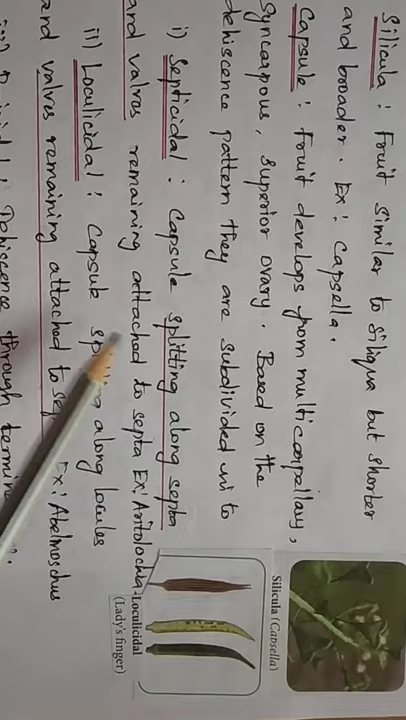 Silicula : Fruit similar to siliqua but shorter
and broader. Ex: Capsella.
Capsule : Fruit develops from multicarpellary,
Syncarpous, superior ovary. Based on the
dehiscence pattern they are subdivided in to
i) Septicidal : Capsule splitting along septa
and valves remaining attached to septa Ex: Aritolochia.
ii) Loculicidal : Capsule along locules
and valves remaining attached to Ex: Abelmoschus
Dehiscence through
Silicula (Capsella)
Loculicidal
(Lady's finger)